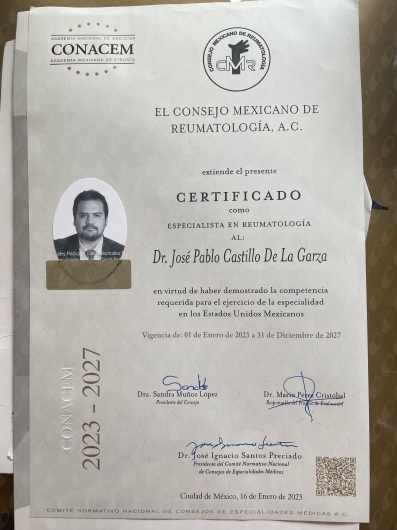 ACADEMIA NACIONAL DE MEDICINA
CONACEM
ACADEMIA MEXICANA DE CIRUGÍA
CONSEJO MEXICANO DE REUMATOLOGÍA
CMR
EL CONSEJO MEXICANO DE
REUMATOLOGÍA, A.C.
extiende el presente
CERTIFICADO
como
ESPECIALISTA EN REUMATOLOGÍA
AL:
Dr. José Pablo Castillo De La Garza
en virtud de haber demostrado la competencia
requerida para el ejercicio de la especialidad
en los Estados Unidos Mexicanos
Vigencia de: 01 de Enero de 2023 a 31 de Diciembre de 2027
CONACEM
2023 - 2027
Dra. Sandra Muñoz López
Presidente del Consejo
Dr. Mario Pérez Cristóbal
Responsable del Proceso de Evaluación
Dr. José Ignacio Santos Preciado
Presidente del Comité Normativo Nacional
de Consejos de Especialidades Médicas
Ciudad de México, 16 de Enero de 2023
COMITÉ NORMATIVO NACIONAL DE CONSEJOS DE ESPECIALIDADES MÉDICAS A.C.